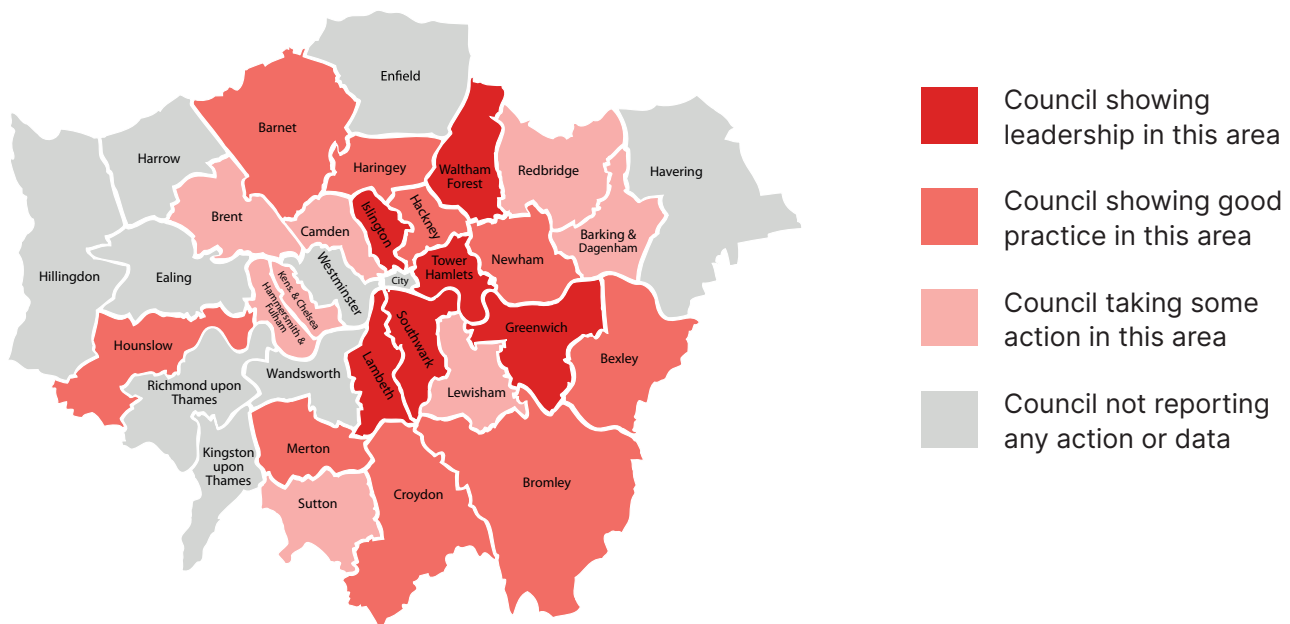 Enfield
Barnet
Harrow
Haringey
Waltham
Forest
Redbridge
Havering
Brent
Camden
Islington
Hackney
Barking &
Dagenham
Hillingdon
Ealing
Westminster
City
Tower
Hamlets
Newham
Kens. & Chelsea
Hammersmith &
Fulham
Hounslow
Greenwich
Southwark
Bexley
Lambeth
Wandsworth
Richmond upon
Thames
Lewisham
Merton
Kingston
upon
Thames
Sutton
Croydon
Bromley
Council showing
leadership in this area
Council showing good
practice in this area
Council taking some
action in this area
Council not reporting
any action or data